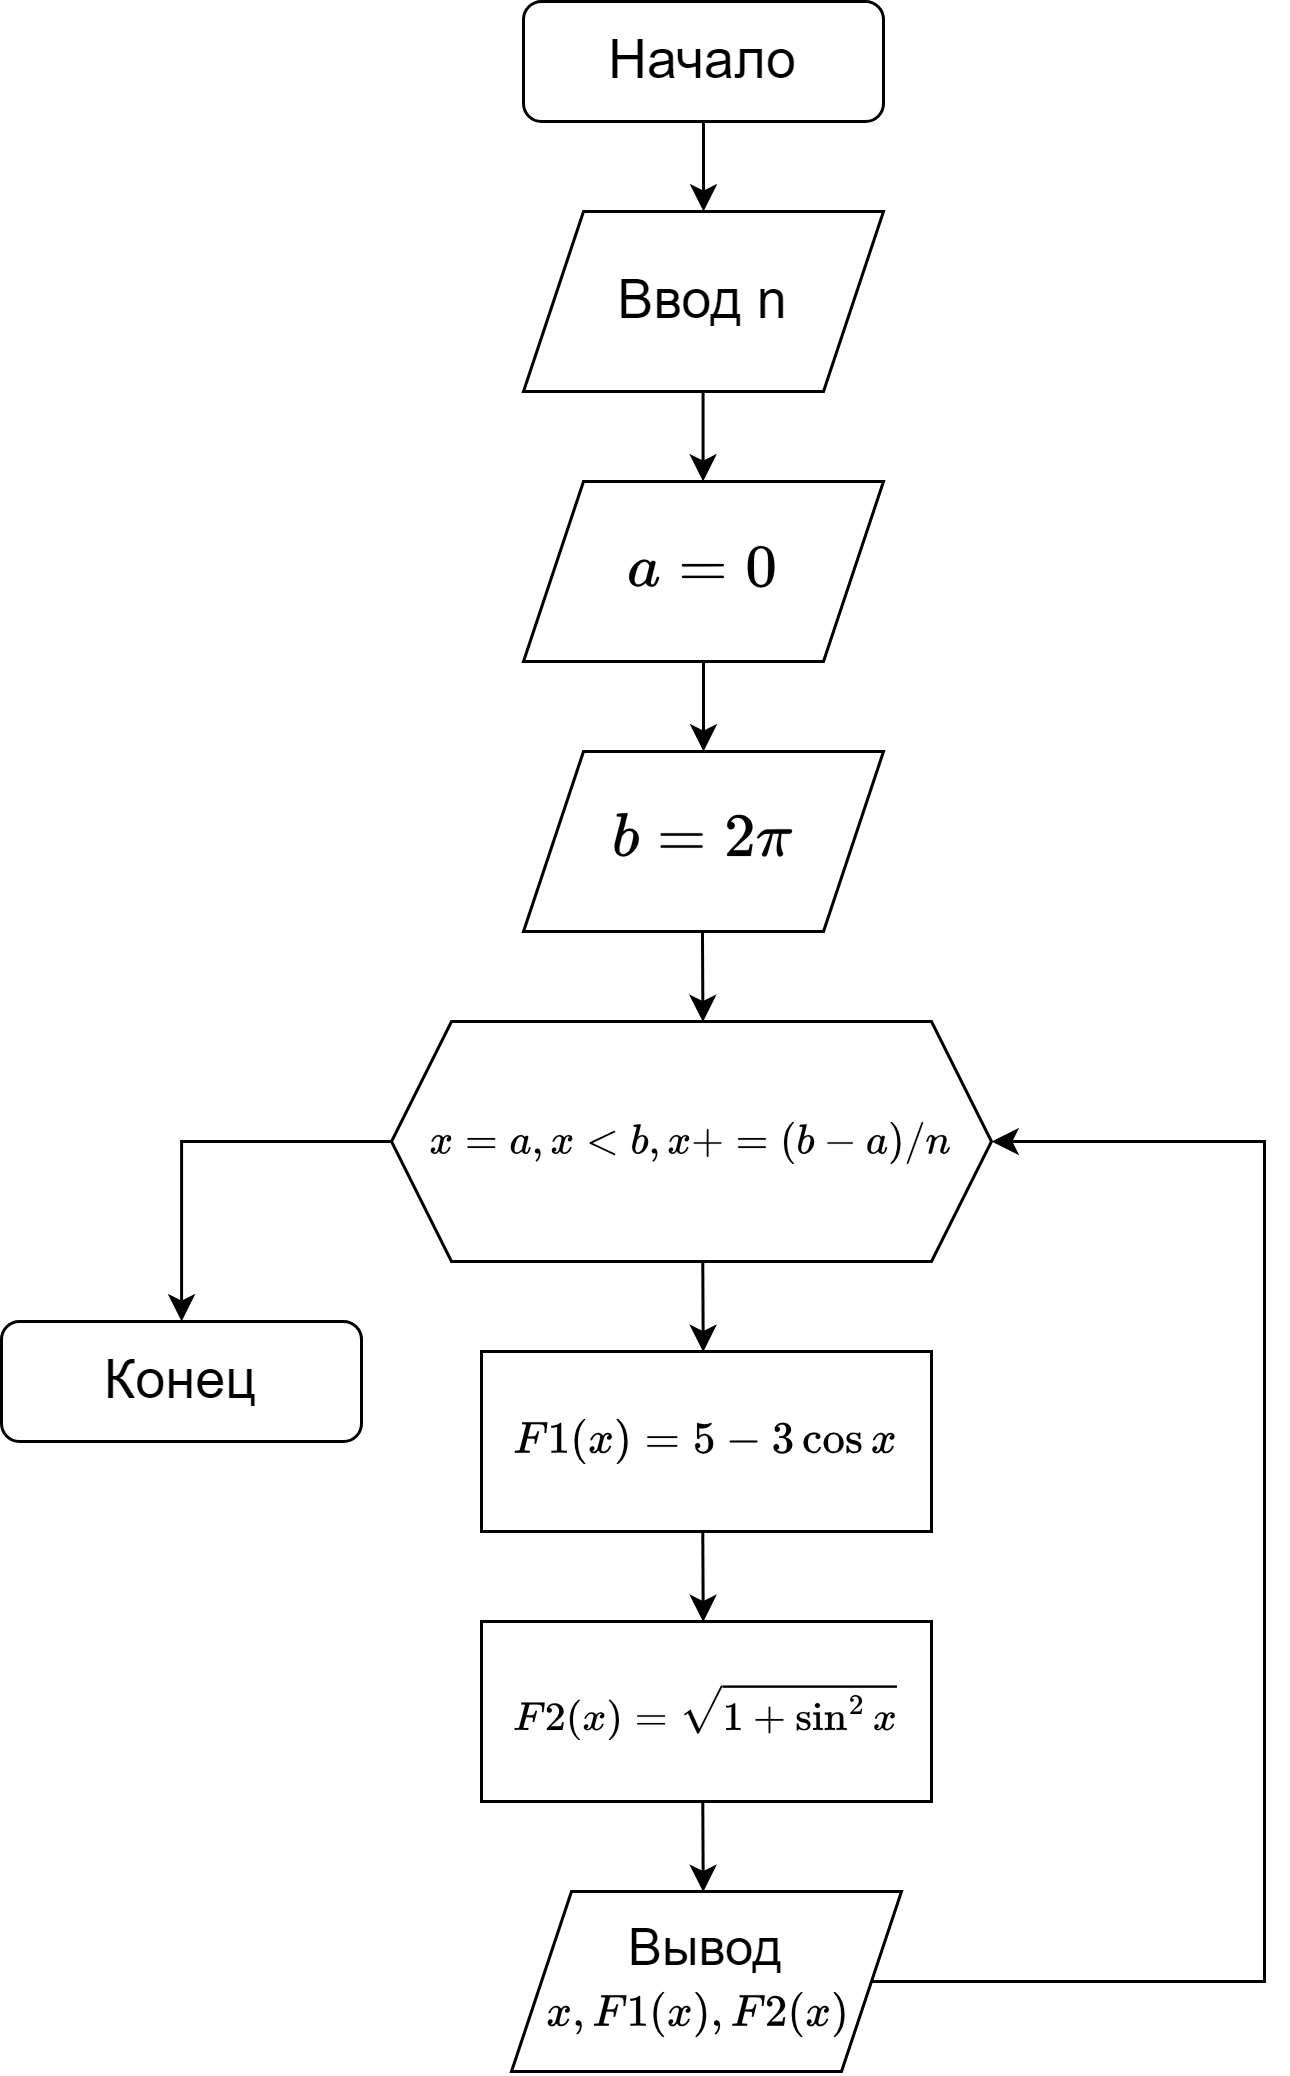 Начало
Ввод n
a = 0
b = 2π
x = a, x < b, x+ = (b − a)/n
Конец
F1(x) = 5 − 3 cos x
F2(x) = √1 + sin² x
Вывод
x, F1(x), F2(x)